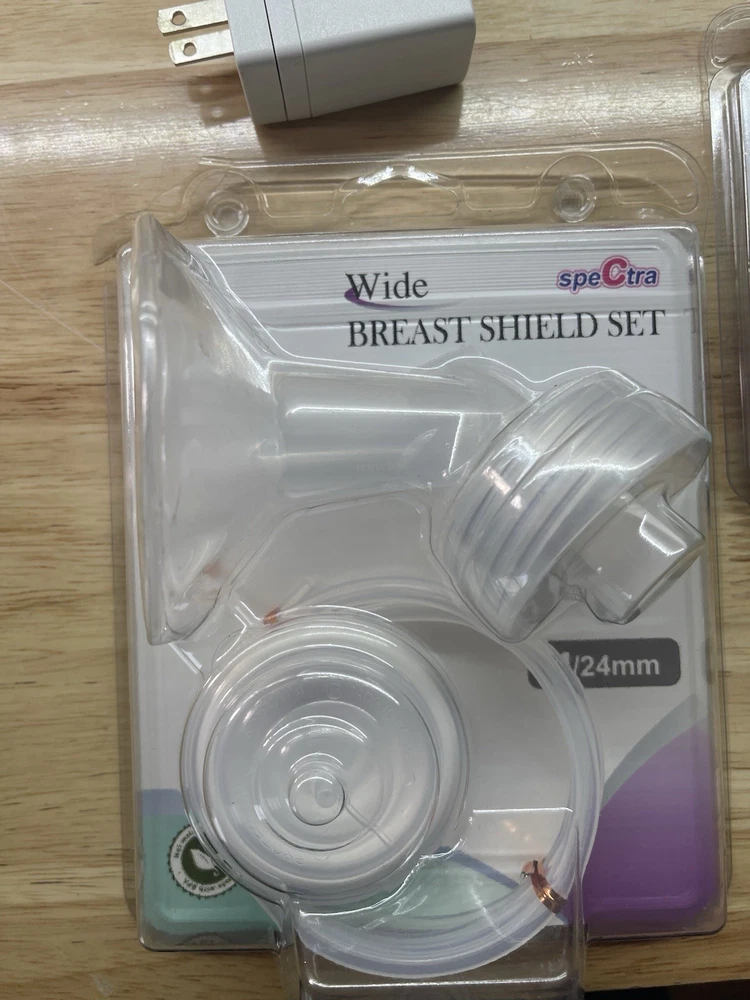 Wide
speCtra
BREAST SHIELD SET
/24mm